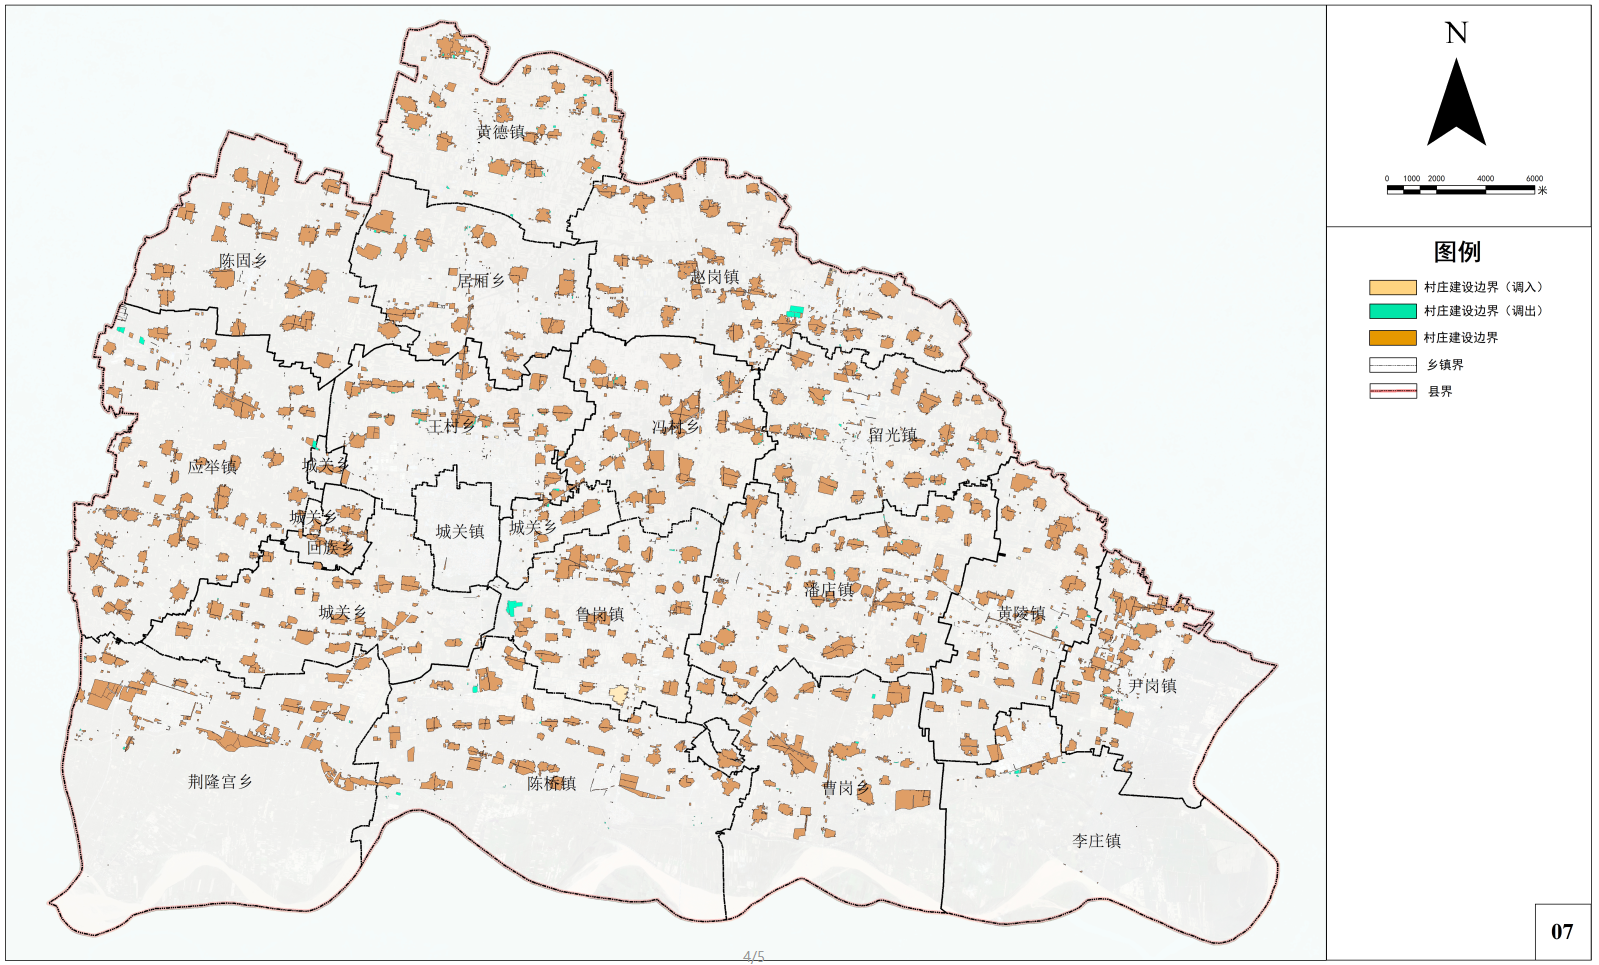 N
0 1000 2000 4000 6000
米
图例
村庄建设边界（调入）
村庄建设边界（调出）
村庄建设边界
乡镇界
县界
黄德镇
陈固乡
居厢乡
赵岗镇
王村乡
冯村乡
留光镇
应举镇
城关乡
城关乡
城关镇
城关乡
回族乡
潘店镇
城关乡
鲁岗镇
黄陵镇
尹岗镇
荆隆宫乡
陈桥镇
曹岗乡
李庄镇
07
4/5